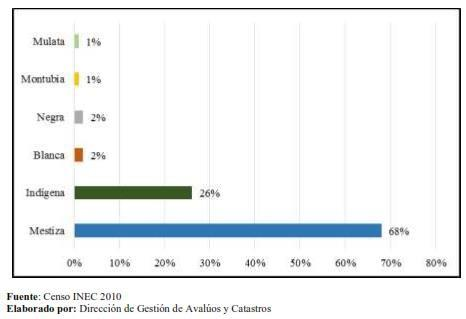 Mulata 1%
Montubia 1%
Negra 2%
Blanca 2%
Indígena 26%
Mestiza 68%
0% 10% 20% 30% 40% 50% 60% 70% 80%
Fuente: Censo INEC 2010
Elaborado por: Dirección de Gestión de Avalúos y Catastros